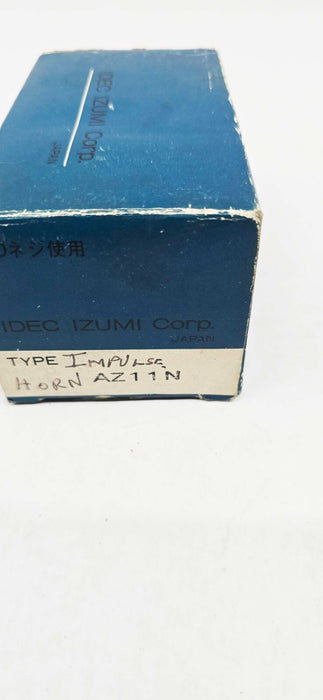 IDEC IZUMI Corp.
JAPAN
ネジ使用
IDEC IZUMI Corp.
JAPAN
TYPE IMPULSE
HORN AZ11N